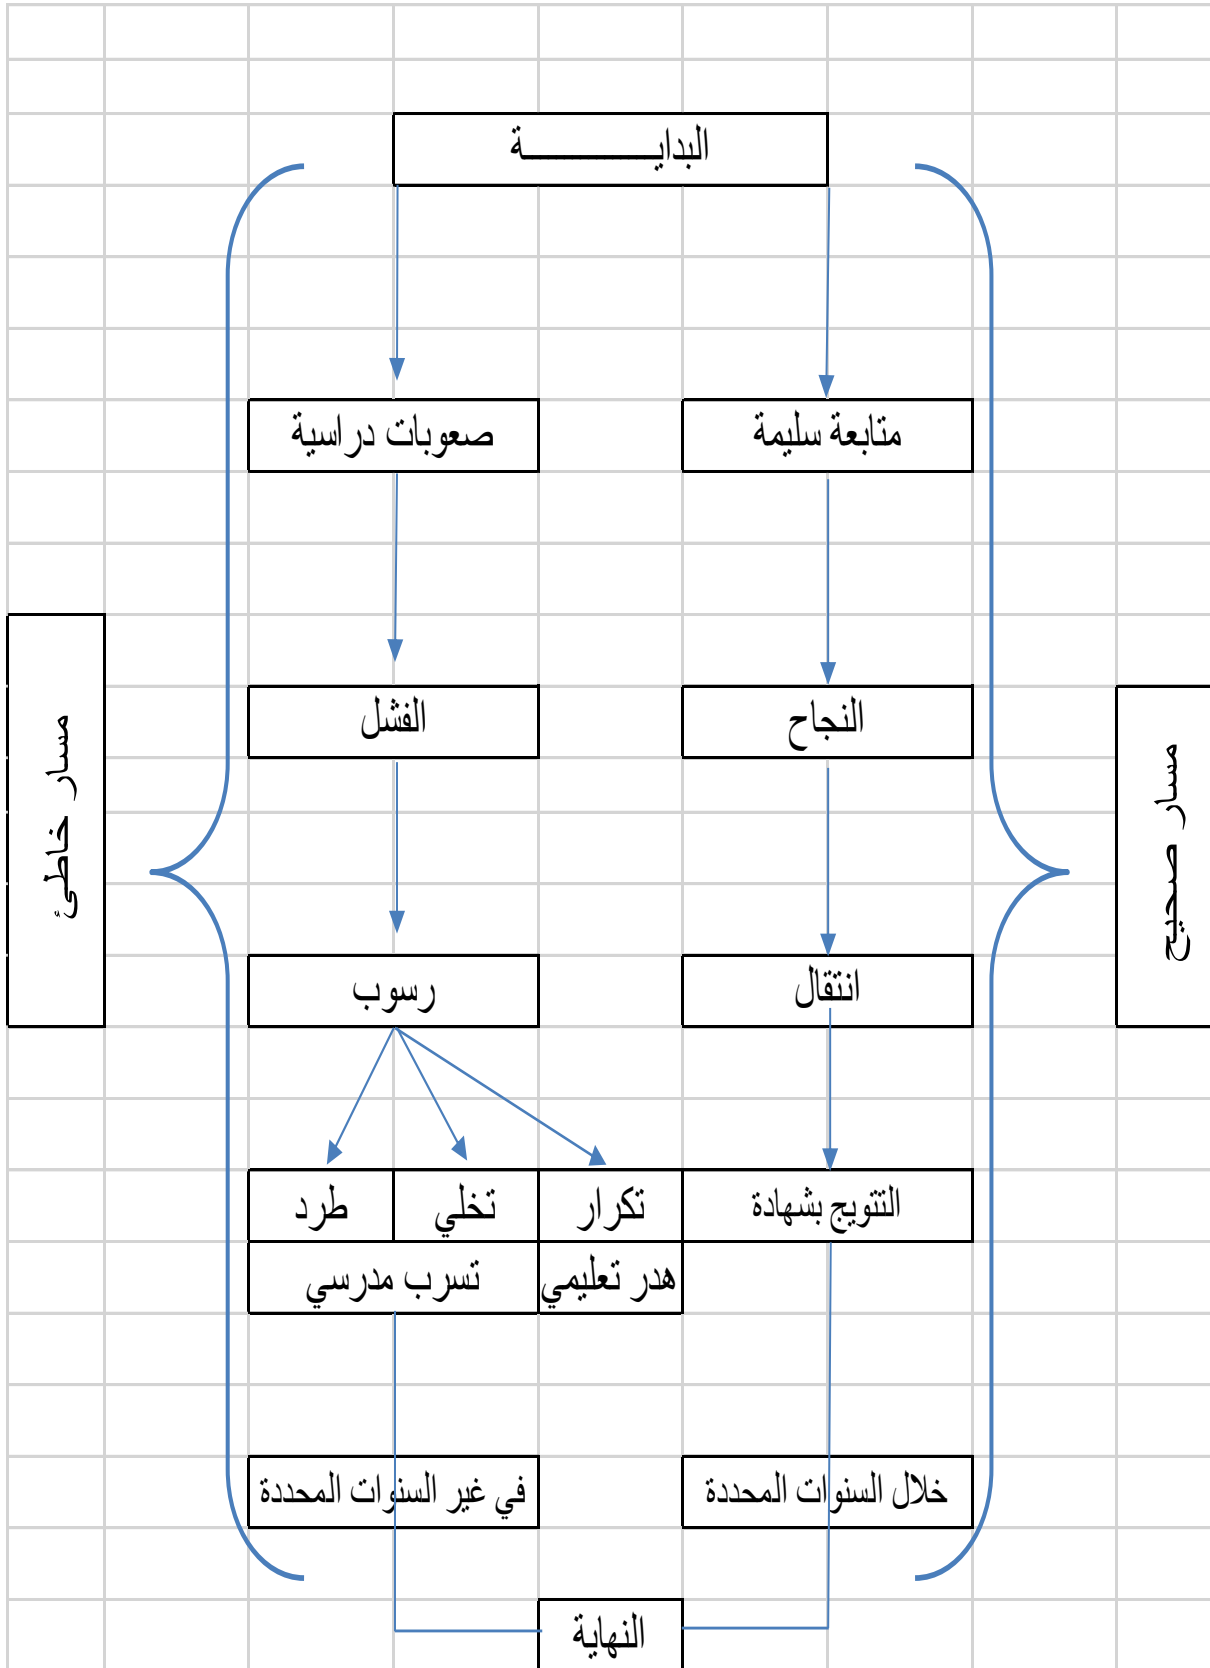 البدايـــــــــــــة
متابعة سليمة
صعوبات دراسية
النجاح
الفشل
مسار صحيح
مسار خاطئ
انتقال
رسوب
التتويج بشهادة
تكرار
تخلي
طرد
هدر تعليمي
تسرب مدرسي
خلال السنوات المحددة
في غير السنوات المحددة
النهاية